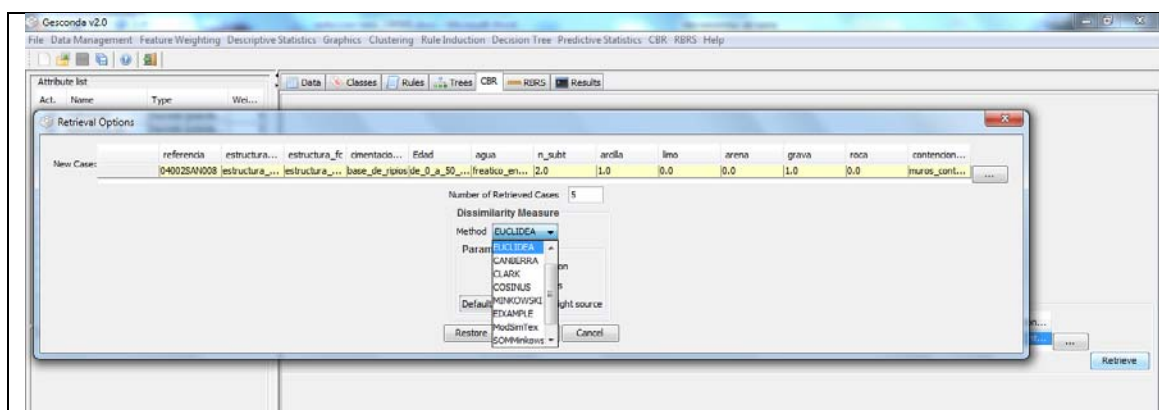 Gesconda v2.0
File Data Management Feature Weighting Descriptive Statistics Graphics Clustering Rule Induction Decision Tree Predictive Statistics CBR RBRS Help
Attribute list
Data Classes Rules Trees CBR RBRS Results
Act. Name Type Wei...
Retrieval Options
referencia estructura... estructura_fc cimentacio... Edad agua n_subt arcilla limo arena grava roca contencion...
New Case: 04002SAN008 estructura_... estructura_... base_de_ripios de_0_a_50_... freatico_en... 2.0 1.0 0.0 0.0 1.0 0.0 muros_cont... ...
Number of Retrieved Cases 5
Dissimilarity Measure
Method EUCLIDEA
Param
EUCLIDEA
CANBERRA
CLARK
COSINUS
MINKOWSKI
EIXAMPLE
ModSimTex
SOMMinkows
on
s
Default
ght source
Restore Cancel
on...
...
Retrieve